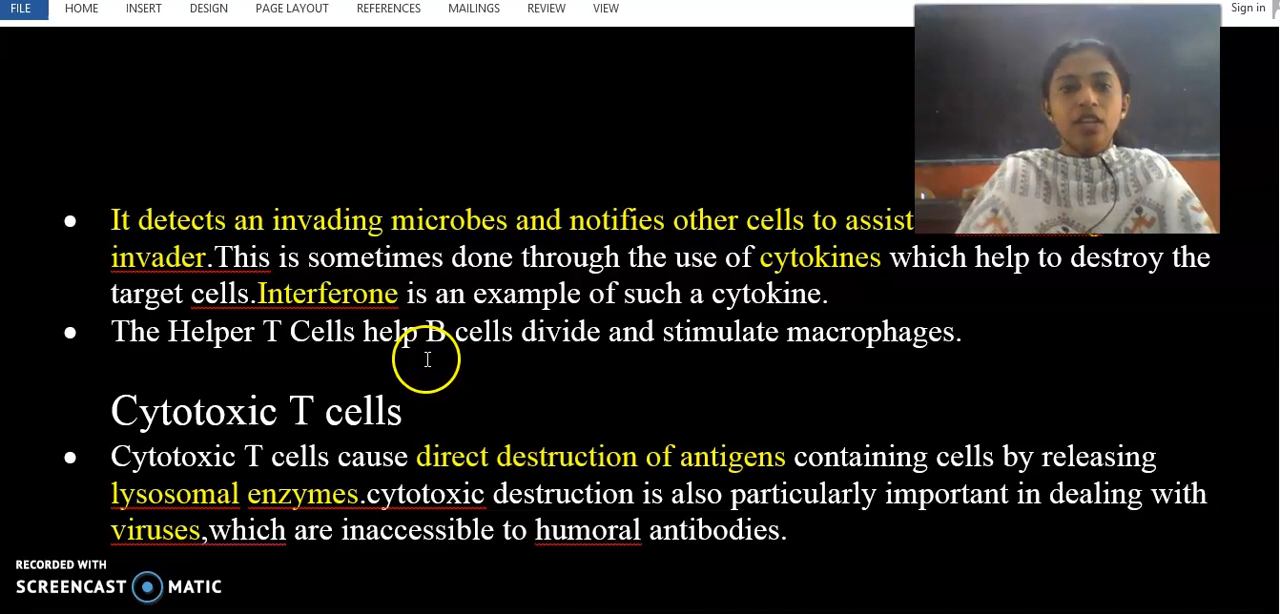 FILE HOME INSERT DESIGN PAGE LAYOUT REFERENCES MAILINGS REVIEW VIEW Sign in
● It detects an invading microbes and notifies other cells to assist
invader.This is sometimes done through the use of cytokines which help to destroy the
target cells.Interferone is an example of such a cytokine.
● The Helper T Cells help B cells divide and stimulate macrophages.
Cytotoxic T cells
● Cytotoxic T cells cause direct destruction of antigens containing cells by releasing
lysosomal enzymes.cytotoxic destruction is also particularly important in dealing with
viruses,which are inaccessible to humoral antibodies.
RECORDED WITH
SCREENCAST MATIC